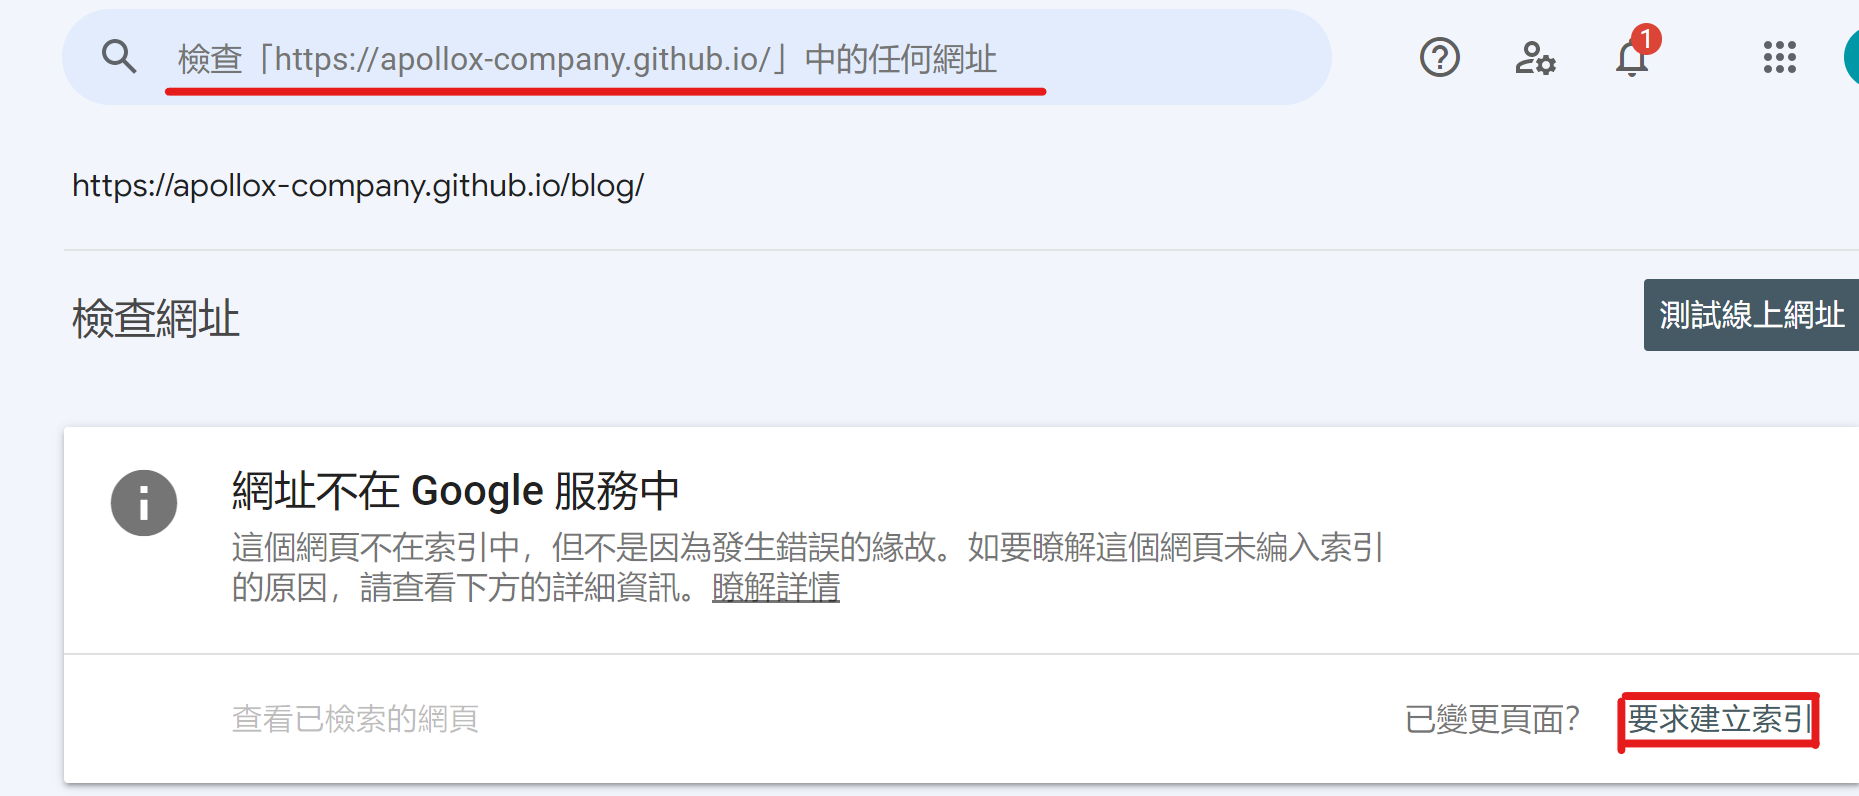 檢查「https://apollox-company.github.io/」中的任何網址
1
https://apollox-company.github.io/blog/
檢查網址
測試線上網址
網址不在 Google 服務中
這個網頁不在索引中，但不是因為發生錯誤的緣故。如要瞭解這個網頁未編入索引
的原因，請查看下方的詳細資訊。瞭解詳情
查看已檢索的網頁
已變更頁面？
要求建立索引